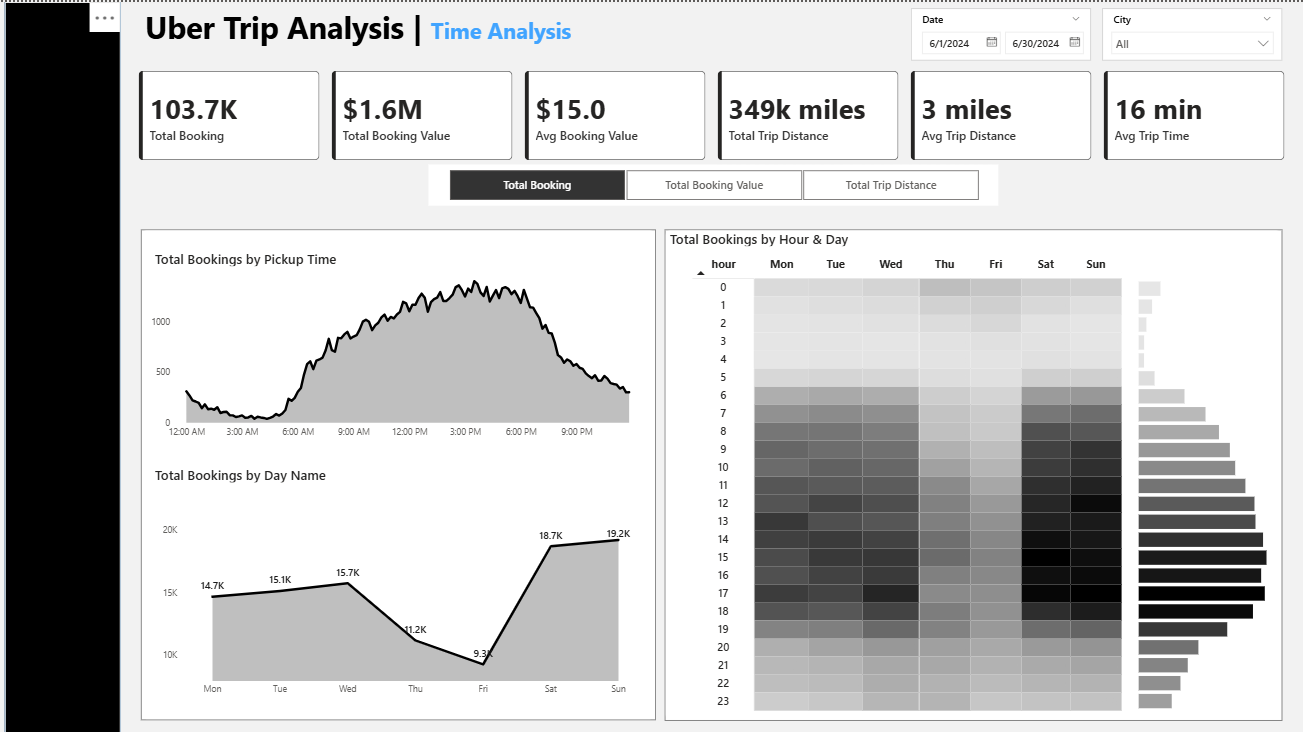 Uber Trip Analysis | Time Analysis
Date
6/1/2024 6/30/2024
City
All
103.7K
Total Booking
$1.6M
Total Booking Value
$15.0
Avg Booking Value
349k miles
Total Trip Distance
3 miles
Avg Trip Distance
16 min
Avg Trip Time
Total Booking Total Booking Value Total Trip Distance
Total Bookings by Pickup Time
1000
500
0
12:00 AM 3:00 AM 6:00 AM 9:00 AM 12:00 PM 3:00 PM 6:00 PM 9:00 PM
Total Bookings by Day Name
20K
15K
10K
14.7K 15.1K 15.7K 11.2K 9.3K 18.7K 19.2K
Mon Tue Wed Thu Fri Sat Sun
Total Bookings by Hour & Day
hour Mon Tue Wed Thu Fri Sat Sun
0
1
2
3
4
5
6
7
8
9
10
11
12
13
14
15
16
17
18
19
20
21
22
23